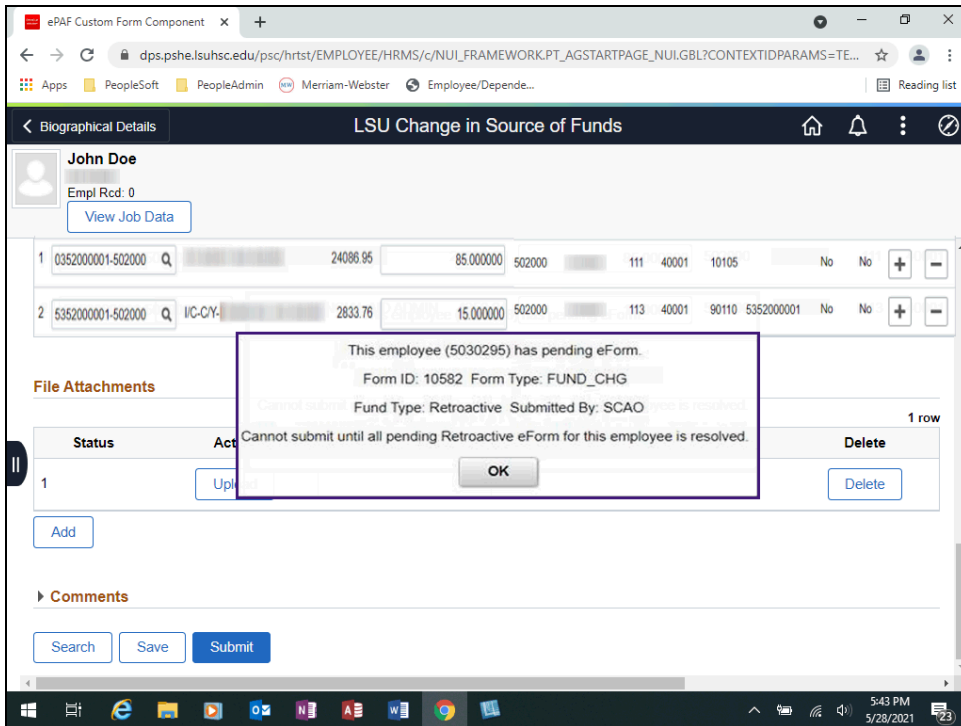 ePAF Custom Form Component
dps.pshe.lsuhsc.edu/psc/hrtst/EMPLOYEE/HRMS/c/NUI_FRAMEWORK.PT_AGSTARTPAGE_NUI.GBL?CONTEXTIDPARAMS=TE...
Apps PeopleSoft PeopleAdmin Merriam-Webster Employee/Depende... Reading list
Biographical Details LSU Change in Source of Funds
John Doe
Empl Rcd: 0
View Job Data
1 0352000001-502000 24086.95 85.000000 502000 111 40001 10105 No No
2 5352000001-502000 I/C-C/Y- 2833.76 15.000000 502000 113 40001 90110 5352000001 No No
This employee (5030295) has pending eForm.
Form ID: 10582 Form Type: FUND_CHG
Fund Type: Retroactive Submitted By: SCAO
Cannot submit until all pending Retroactive eForm for this employee is resolved.
OK
File Attachments
1 row
Status Act Delete
1 Upl Delete
Add
Comments
Search Save Submit
5:43 PM
5/28/2021
23